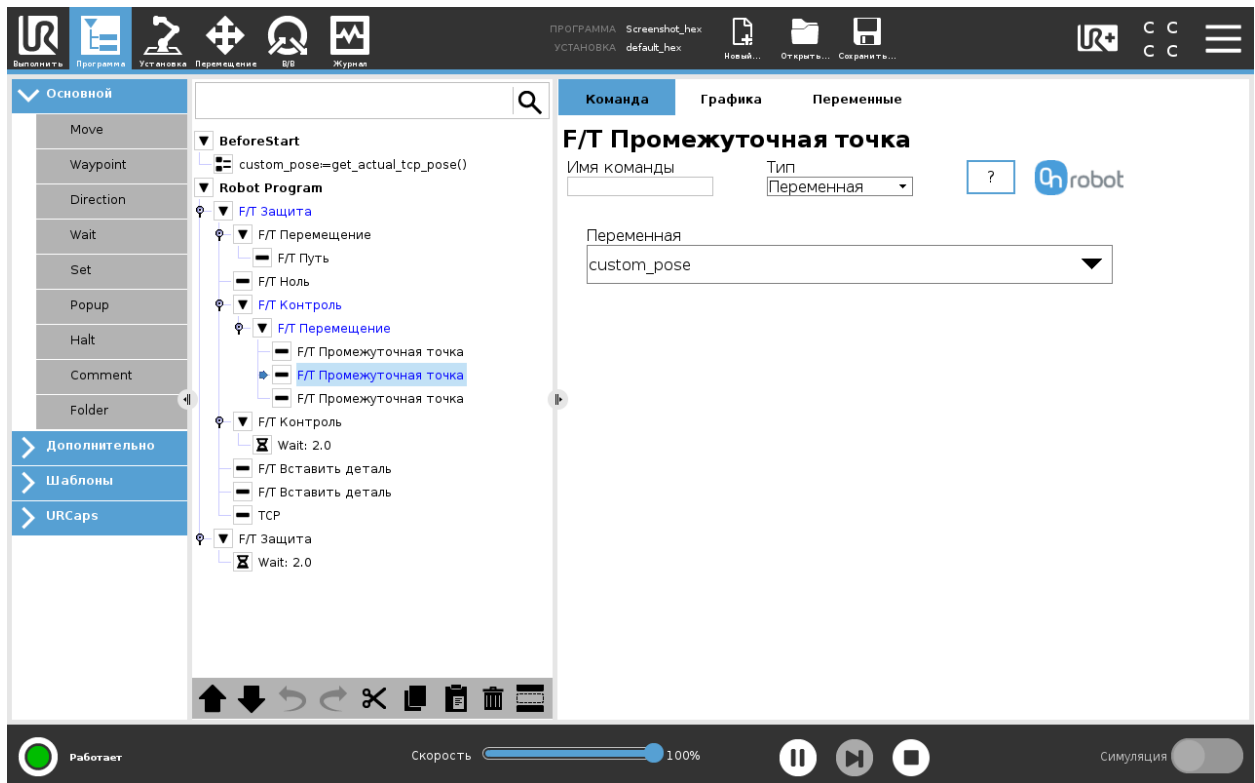 UR
UR+
C C
C C
ПРОГРАММА Screenshot_hex
УСТАНОВКА default_hex
Выполнить
Программа
Установка
Перемещение
В/В
Журнал
Новый...
Открыть...
Сохранить...
Основной
Move
Waypoint
Direction
Wait
Set
Popup
Halt
Comment
Folder
Дополнительно
Шаблоны
URCaps
BeforeStart
custom_pose≔get_actual_tcp_pose()
Robot Program
F/T Защита
F/T Перемещение
F/T Путь
F/T Ноль
F/T Контроль
F/T Перемещение
F/T Промежуточная точка
F/T Промежуточная точка
F/T Промежуточная точка
F/T Контроль
Wait: 2.0
F/T Вставить деталь
F/T Вставить деталь
TCP
F/T Защита
Wait: 2.0
Команда
Графика
Переменные
F/T Промежуточная точка
Имя команды
Тип
Переменная
?
On robot
Переменная
custom_pose
Работает
Скорость
100%
Симуляция